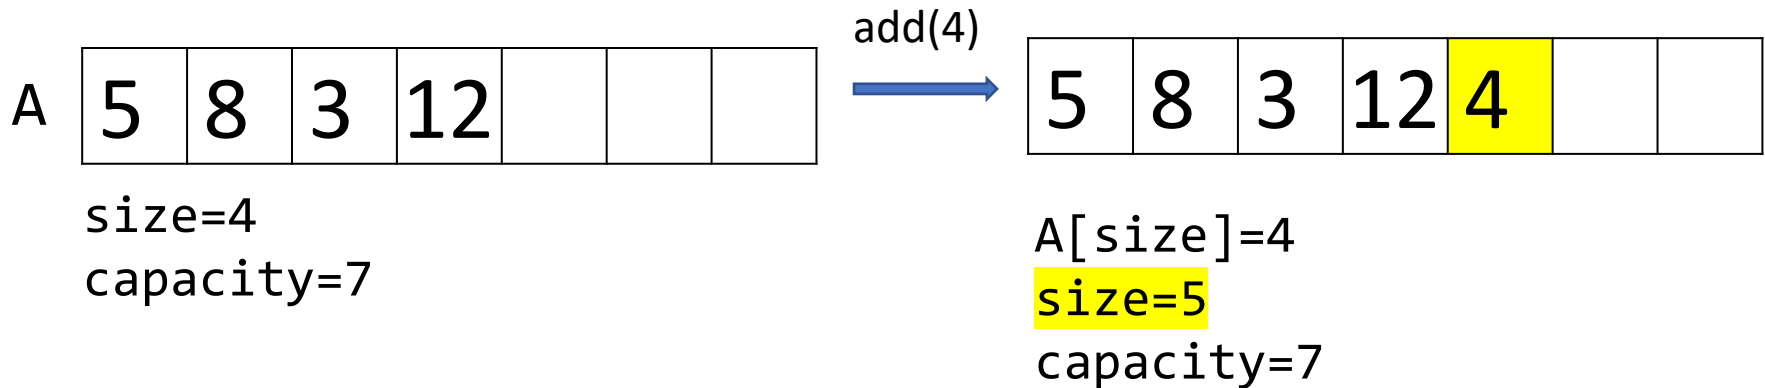 A 5 8 3 12
size=4
capacity=7
add(4)
5 8 3 12 4
A[size]=4
size=5
capacity=7